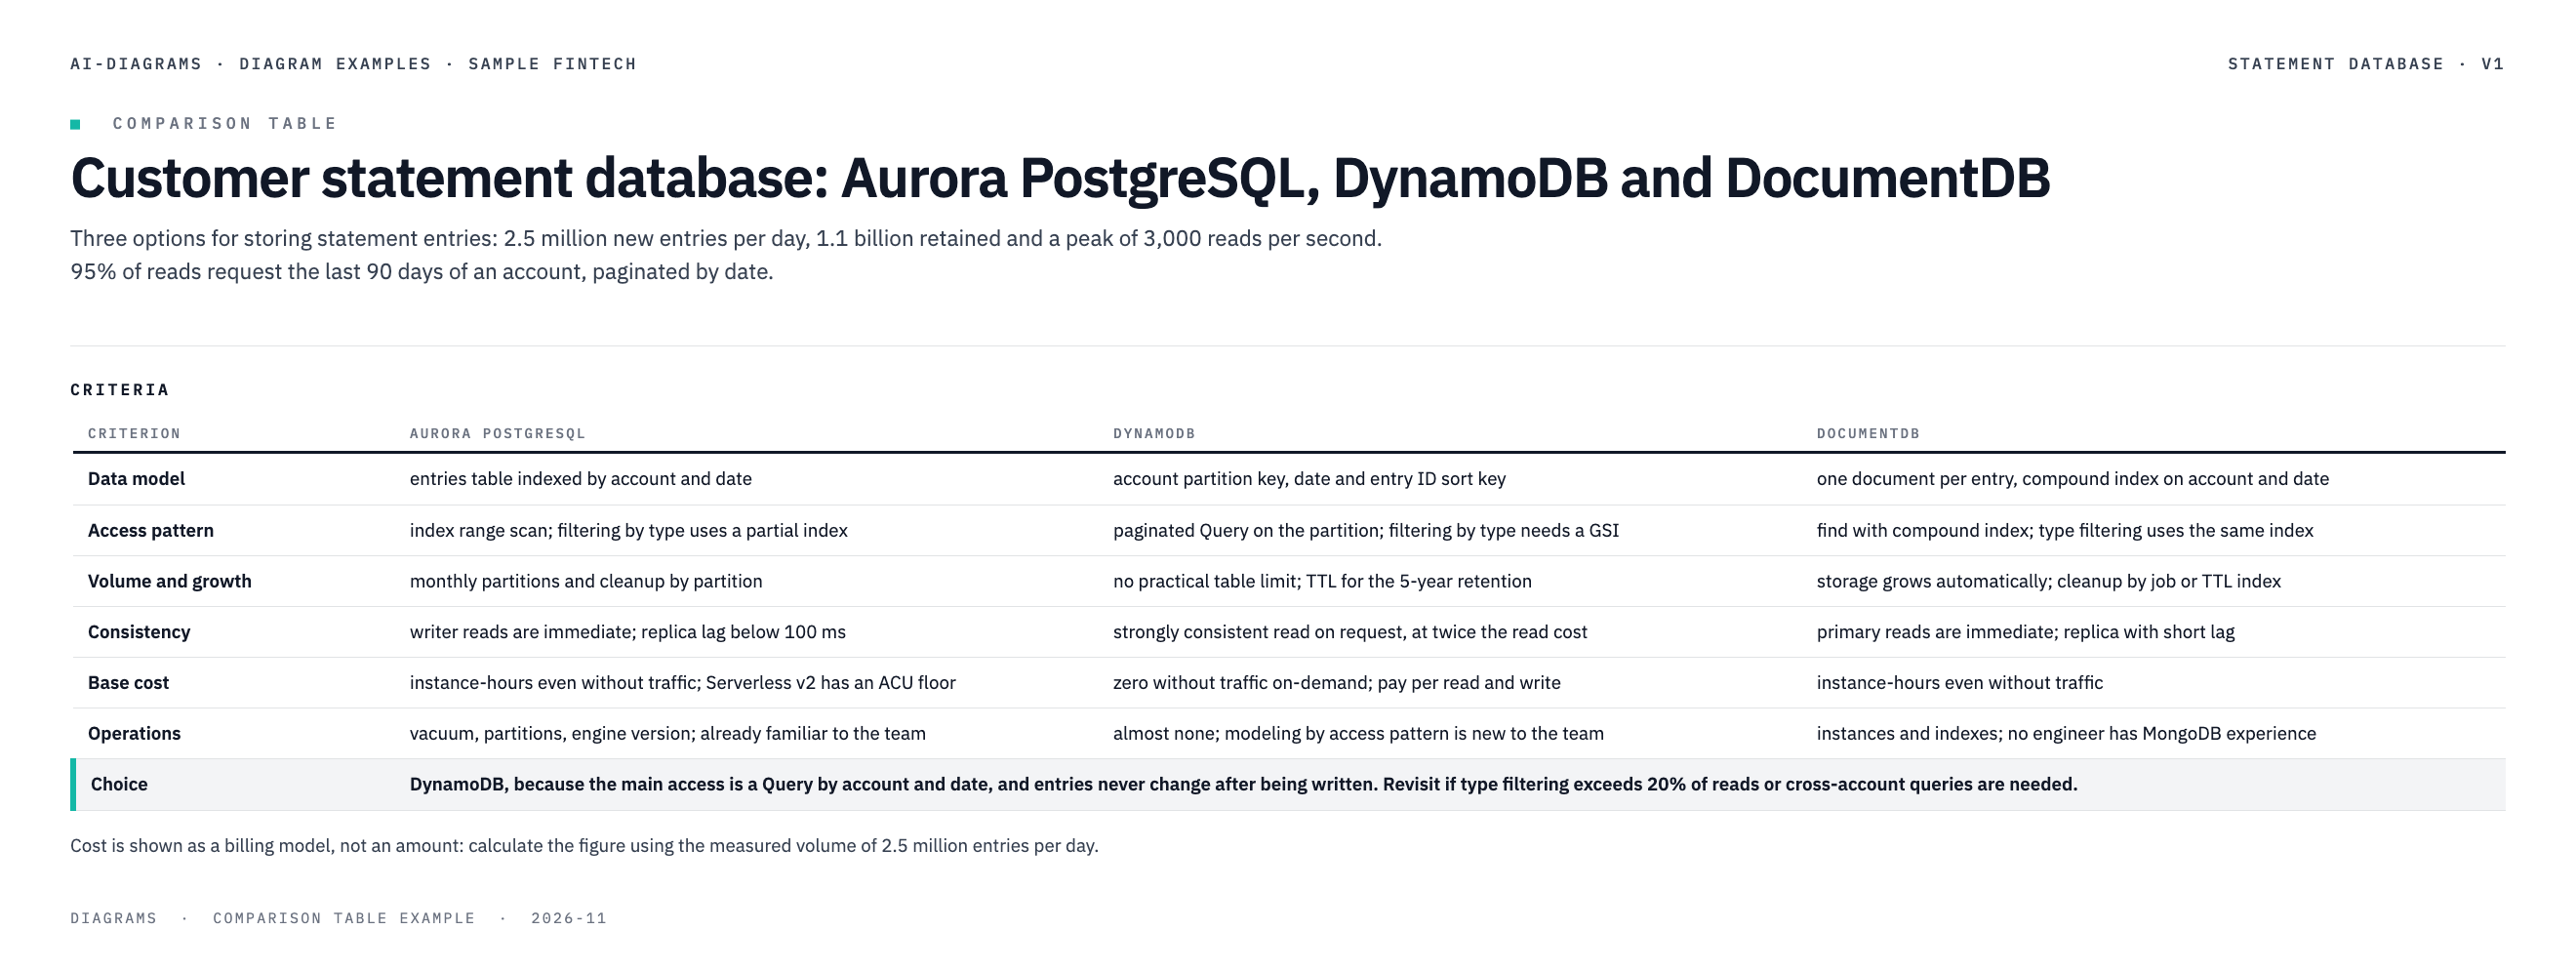 AI-DIAGRAMS · DIAGRAM EXAMPLES · SAMPLE FINTECH
STATEMENT DATABASE · V1
COMPARISON TABLE
Customer statement database: Aurora PostgreSQL, DynamoDB and DocumentDB
Three options for storing statement entries: 2.5 million new entries per day, 1.1 billion retained and a peak of 3,000 reads per second.
95% of reads request the last 90 days of an account, paginated by date.
CRITERIA
CRITERION AURORA POSTGRESQL DYNAMODB DOCUMENTDB
Data model entries table indexed by account and date account partition key, date and entry ID sort key one document per entry, compound index on account and date
Access pattern index range scan; filtering by type uses a partial index paginated Query on the partition; filtering by type needs a GSI find with compound index; type filtering uses the same index
Volume and growth monthly partitions and cleanup by partition no practical table limit; TTL for the 5-year retention storage grows automatically; cleanup by job or TTL index
Consistency writer reads are immediate; replica lag below 100 ms strongly consistent read on request, at twice the read cost primary reads are immediate; replica with short lag
Base cost instance-hours even without traffic; Serverless v2 has an ACU floor zero without traffic on-demand; pay per read and write instance-hours even without traffic
Operations vacuum, partitions, engine version; already familiar to the team almost none; modeling by access pattern is new to the team instances and indexes; no engineer has MongoDB experience
Choice DynamoDB, because the main access is a Query by account and date, and entries never change after being written. Revisit if type filtering exceeds 20% of reads or cross-account queries are needed.
Cost is shown as a billing model, not an amount: calculate the figure using the measured volume of 2.5 million entries per day.
DIAGRAMS · COMPARISON TABLE EXAMPLE · 2026-11